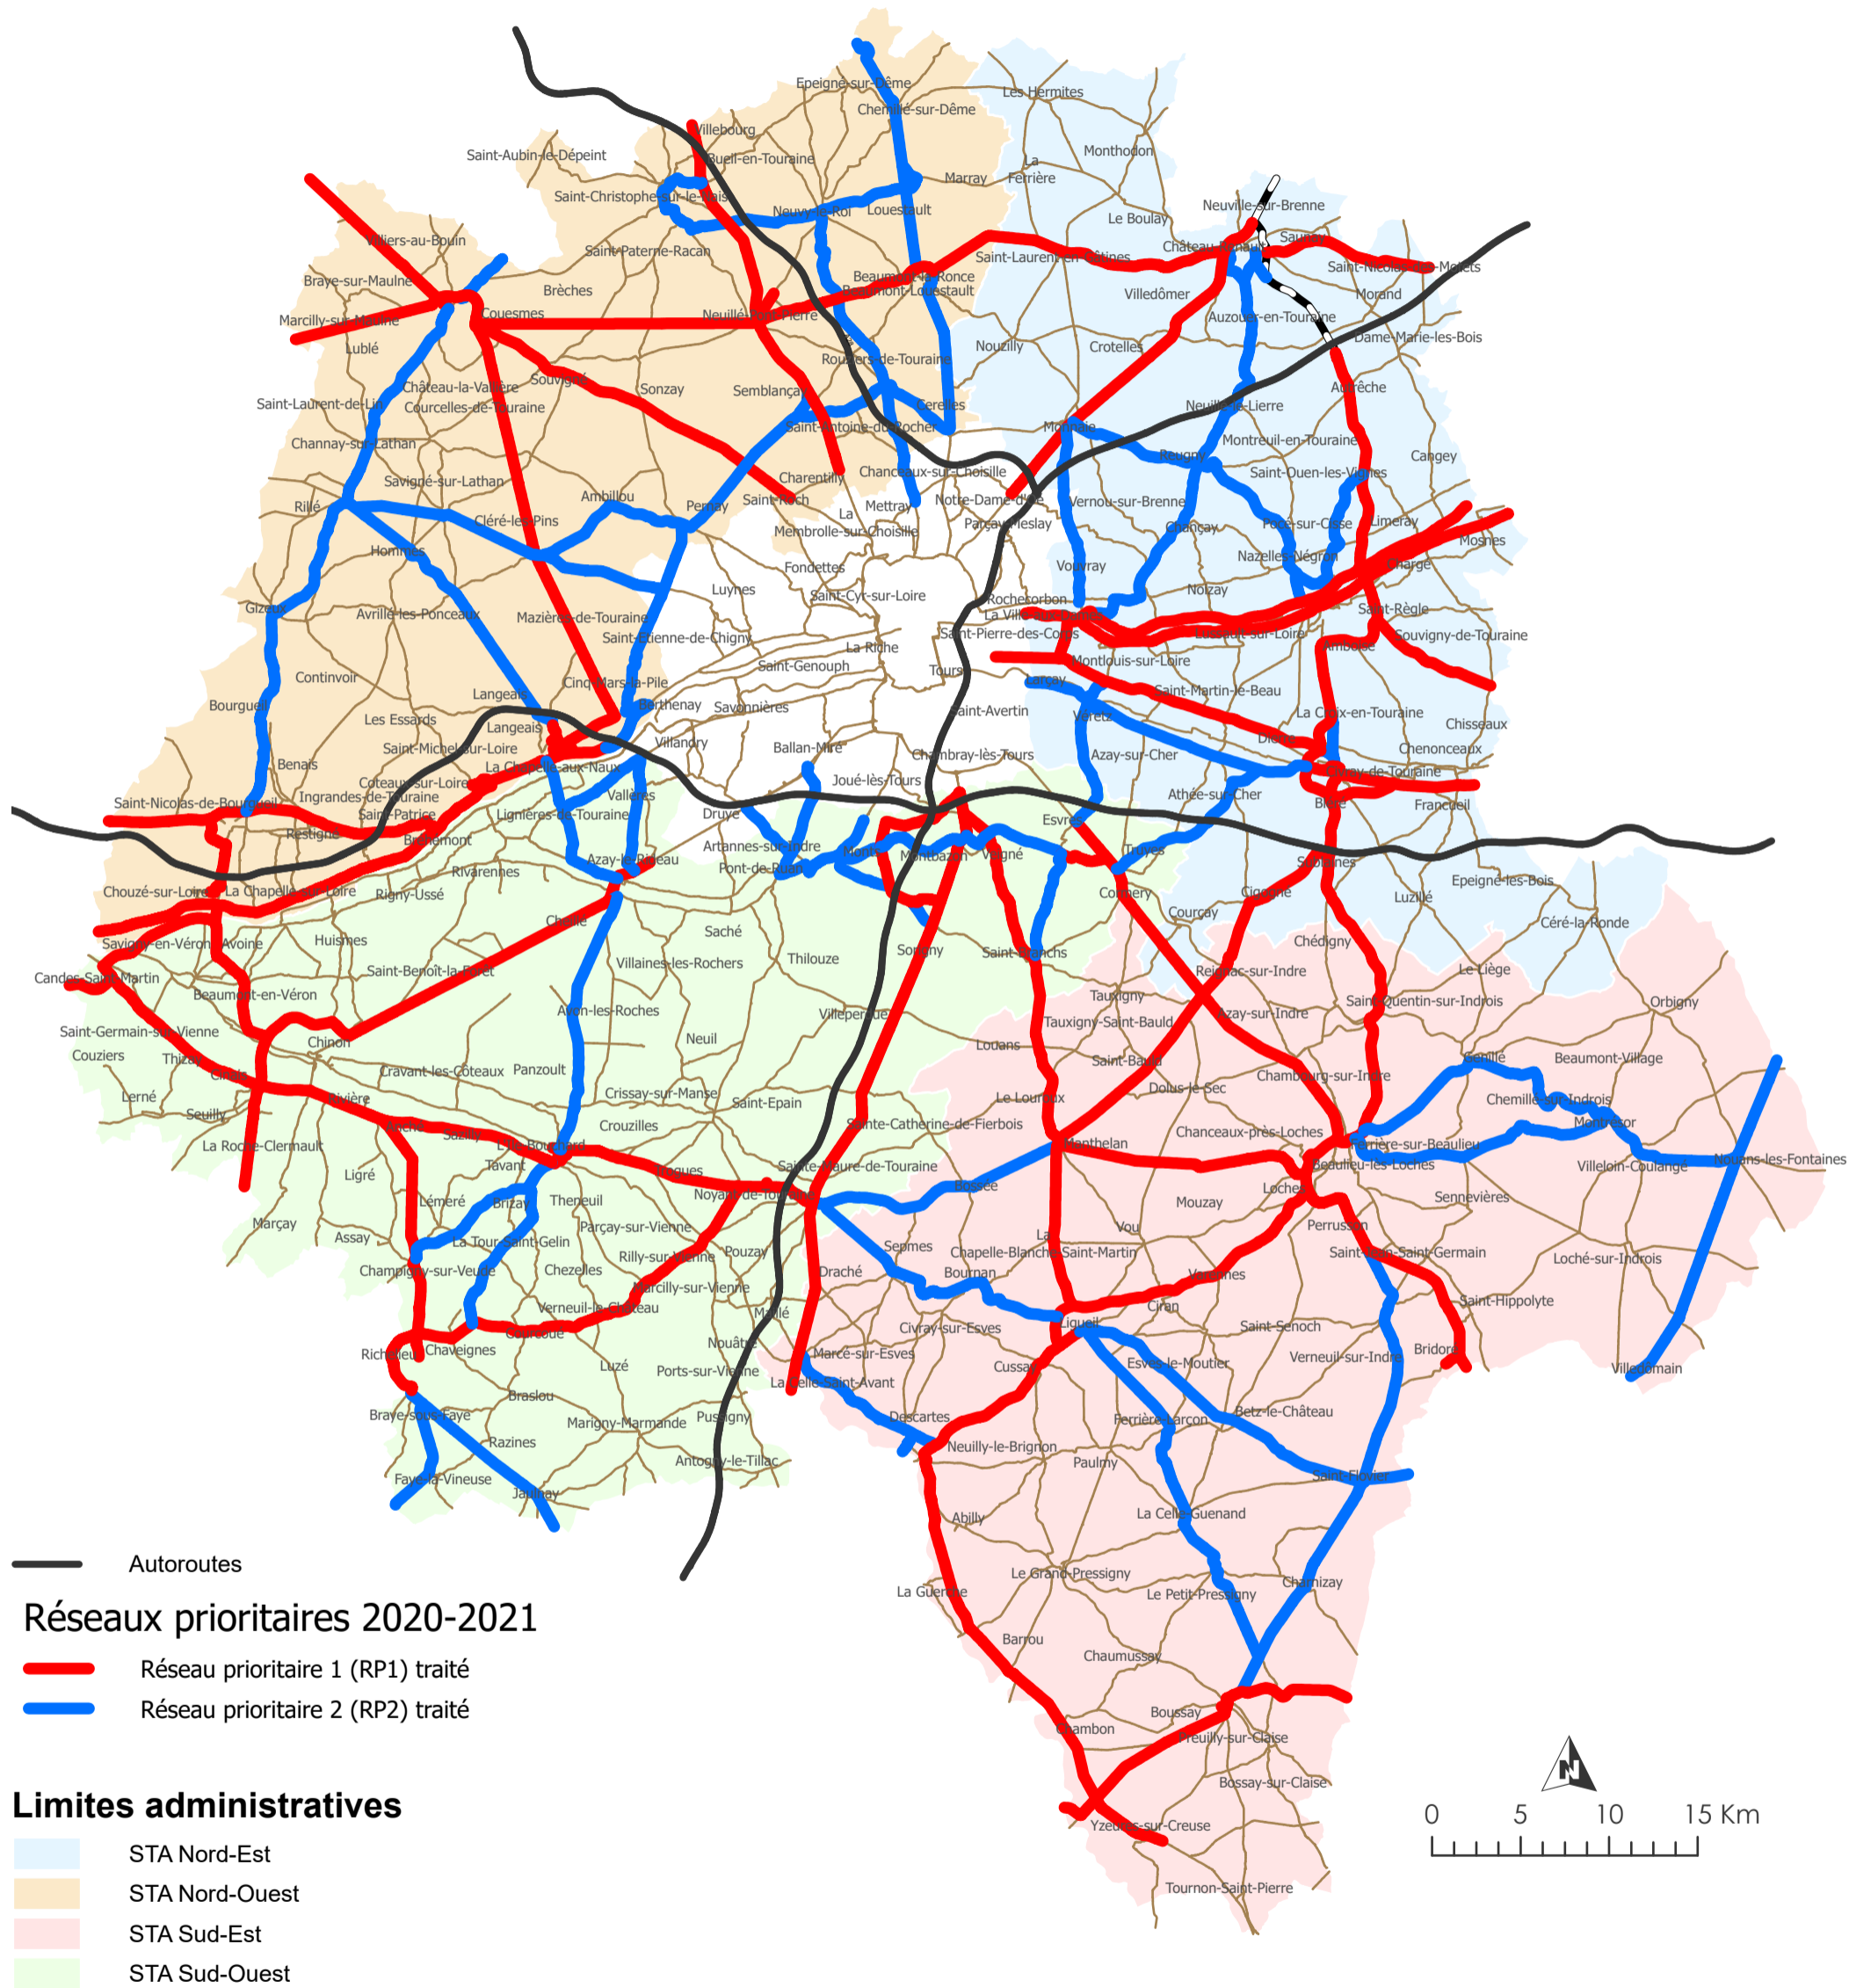 Epeigné-sur-Dême
Les Hermites
Chemillé-sur-Dême
Villebourg
Saint-Aubin-le-Dépeint
Bueil-en-Touraine
Monthodon
La
Ferrière
Marray
Saint-Christophe-sur-le-Nais
Neuvy-le-Roi
Louestault
Neuville-sur-Brenne
Le Boulay
Villiers-au-Bouin
Saint-Paterne-Racan
Château-Renault
Saunay
Saint-Laurent-en-Gâtines
Saint-Nicolas-des-Motets
Braye-sur-Maulne
Brèches
Beaumont-la-Ronce
Beaumont-Louestault
Villedômer
Morand
Marcilly-sur-Maulne
Couesmes
Neuillé-Pont-Pierre
Auzouer-en-Touraine
Lublé
Nouzilly
Crotelles
Dame-Marie-les-Bois
Rouziers-de-Touraine
Château-la-Vallière
Souvigné
Sonzay
Semblançay
Autrèche
Saint-Laurent-de-Lin
Courcelles-de-Touraine
Cerelles
Neuillé-le-Lierre
Saint-Antoine-du-Rocher
Monnaie
Channay-sur-Lathan
Montreuil-en-Touraine
Reugny
Cangey
Savigné-sur-Lathan
Charentilly
Chanceaux-sur-Choisille
Saint-Ouen-les-Vignes
Rillé
Ambillou
Pernay
Saint-Roch
Notre-Dame-d'Oé
Vernou-sur-Brenne
La
Membrolle-sur-Choisille
Mettray
Cléré-les-Pins
Parçay-Meslay
Chançay
Pocé-sur-Cisse
Limeray
Mosnes
Hommes
Fondettes
Vouvray
Nazelles-Négron
Chargé
Luynes
Saint-Cyr-sur-Loire
Noizay
Gizeux
Avrillé-les-Ponceaux
Mazières-de-Touraine
Rochecorbon
La Ville-aux-Dames
Saint-Règle
Saint-Etienne-de-Chigny
Saint-Pierre-des-Corps
Lussault-sur-Loire
Souvigny-de-Touraine
La Riche
Amboise
Continvoir
Saint-Genouph
Tours
Montlouis-sur-Loire
Cinq-Mars-la-Pile
Larçay
Saint-Martin-le-Beau
Langeais
Bourgueil
Berthenay
Savonnières
Saint-Avertin
Véretz
La Croix-en-Touraine
Chisseaux
Les Essards
Langeais
Saint-Michel-sur-Loire
Villandry
Ballan-Miré
Chambray-lès-Tours
Azay-sur-Cher
Dierre
Chenonceaux
Benais
La Chapelle-aux-Naux
Civray-de-Touraine
Coteaux-sur-Loire
Joué-lès-Tours
Saint-Nicolas-de-Bourgueil
Ingrandes-de-Touraine
Vallères
Athée-sur-Cher
Bléré
Francueil
Saint-Patrice
Lignières-de-Touraine
Druye
Esvres
Restigné
Bréhémont
Artannes-sur-Indre
Monts
Montbazon
Veigné
Truyes
Azay-le-Rideau
Pont-de-Ruan
Sublaines
Rivarennes
Chouzé-sur-Loire
La Chapelle-sur-Loire
Rigny-Ussé
Cormery
Cigogné
Luzillé
Epeigné-les-Bois
Cheillé
Courçay
Céré-la-Ronde
Savigny-en-Véron
Avoine
Huismes
Saché
Sorigny
Saint-Branchs
Chédigny
Candes-Saint-Martin
Saint-Benoît-la-Forêt
Villaines-les-Rochers
Thilouze
Reignac-sur-Indre
Le Liège
Beaumont-en-Véron
Tauxigny
Saint-Quentin-sur-Indrois
Orbigny
Avon-les-Roches
Villeperdue
Tauxigny-Saint-Bauld
Azay-sur-Indre
Saint-Germain-sur-Vienne
Chinon
Neuil
Louans
Couziers
Thizay
Saint-Bauld
Genillé
Beaumont-Village
Cinais
Cravant-les-Côteaux
Panzoult
Chambourg-sur-Indre
Dolus-le-Sec
Lerné
Rivière
Crissay-sur-Manse
Saint-Epain
Le Louroux
Chemillé-sur-Indrois
Seuilly
Anché
Sazilly
Crouzilles
Sainte-Catherine-de-Fierbois
Montrésor
La Roche-Clermault
L'Ile-Bouchard
Manthelan
Chanceaux-près-Loches
Ferrière-sur-Beaulieu
Tavant
Trogues
Sainte-Maure-de-Touraine
Beaulieu-lès-Loches
Villeloin-Coulangé
Nouans-les-Fontaines
Ligré
Lémeré
Brizay
Theneuil
Noyant-de-Touraine
Bossée
Mouzay
Loches
Sennevières
Marçay
Assay
La Tour-Saint-Gelin
Parçay-sur-Vienne
Pouzay
Sepmes
La
Chapelle-Blanche-Saint-Martin
Vou
Perrusson
Rilly-sur-Vienne
Saint-Jean-Saint-Germain
Loché-sur-Indrois
Champigny-sur-Veude
Chezelles
Marcilly-sur-Vienne
Draché
Bournan
Varennes
Verneuil-le-Château
Maillé
Ciran
Saint-Hippolyte
Courcoué
Civray-sur-Esves
Ligueil
Saint-Senoch
Richelieu
Chaveignes
Luzé
Nouâtre
Marcé-sur-Esves
Cussay
Esves-le-Moutier
Verneuil-sur-Indre
Bridoré
Villedômain
Ports-sur-Vienne
La Celle-Saint-Avant
Braslou
Braye-sous-Faye
Marigny-Marmande
Pussigny
Descartes
Ferrière-Larçon
Betz-le-Château
Razines
Antogny-le-Tillac
Neuilly-le-Brignon
Paulmy
Faye-la-Vineuse
Jaulnay
Saint-Flovier
Abilly
La Celle-Guenand
Autoroutes
Le Grand-Pressigny
Charnizay
La Guerche
Le Petit-Pressigny
Réseaux prioritaires 2020-2021
Barrou
Chaumussay
Réseau prioritaire 1 (RP1) traité
Réseau prioritaire 2 (RP2) traité
Boussay
Chambon
Preuilly-sur-Claise
Bossay-sur-Claise
N
Limites administratives
0 5 10 15 Km
Yzeures-sur-Creuse
STA Nord-Est
Tournon-Saint-Pierre
STA Nord-Ouest
STA Sud-Est
STA Sud-Ouest